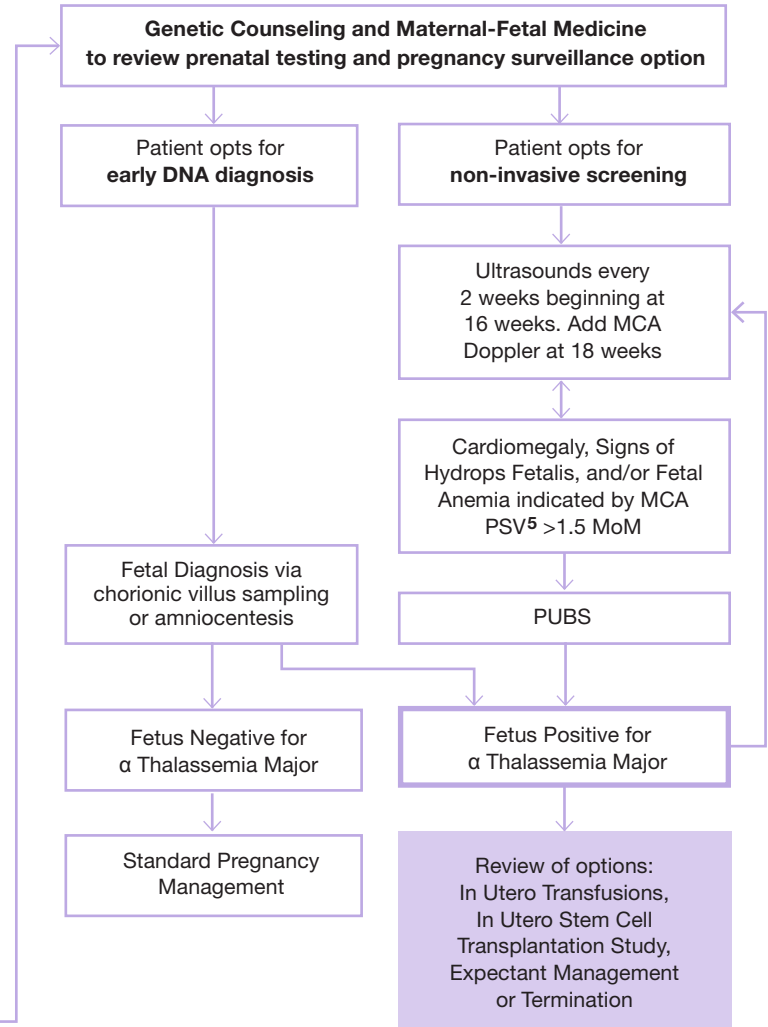 Genetic Counseling and Maternal-Fetal Medicine
to review prenatal testing and pregnancy surveillance option
Patient opts for
early DNA diagnosis
Patient opts for
non-invasive screening
Ultrasounds every
2 weeks beginning at
16 weeks. Add MCA
Doppler at 18 weeks
Cardiomegaly, Signs of
Hydrops Fetalis, and/or Fetal
Anemia indicated by MCA
PSV⁵ >1.5 MoM
Fetal Diagnosis via
chorionic villus sampling
or amniocentesis
PUBS
Fetus Negative for
α Thalassemia Major
Fetus Positive for
α Thalassemia Major
Standard Pregnancy
Management
Review of options:
In Utero Transfusions,
In Utero Stem Cell
Transplantation Study,
Expectant Management
or Termination